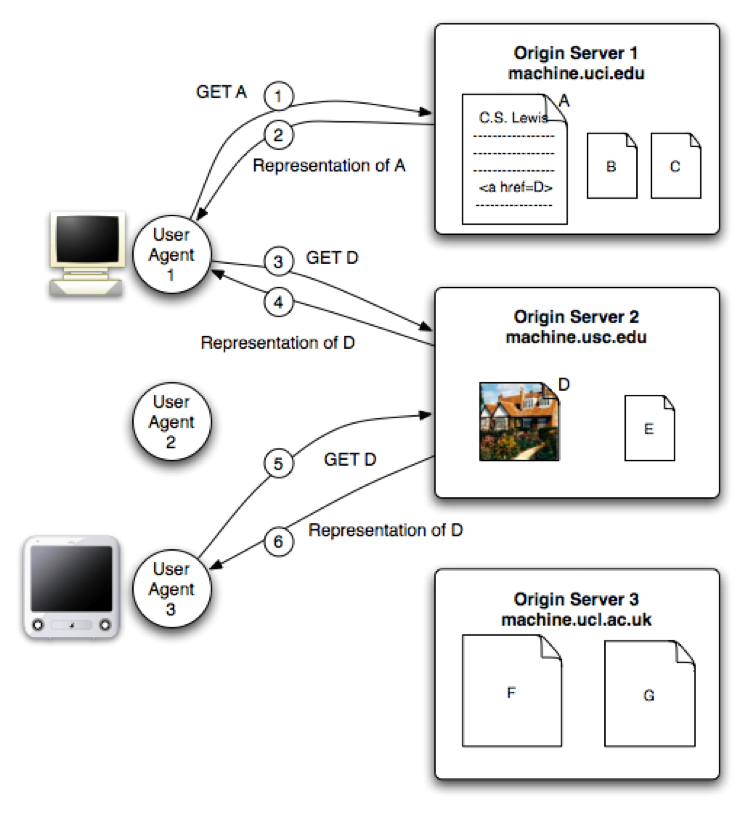 Origin Server 1
machine.uci.edu
GET A
1
A
C.S. Lewis
2
Representation of A
B
C
<a href=D>
User
Agent
1
3
GET D
4
Representation of D
Origin Server 2
machine.usc.edu
D
E
User
Agent
2
5
GET D
6
Representation of D
User
Agent
3
Origin Server 3
machine.ucl.ac.uk
F
G